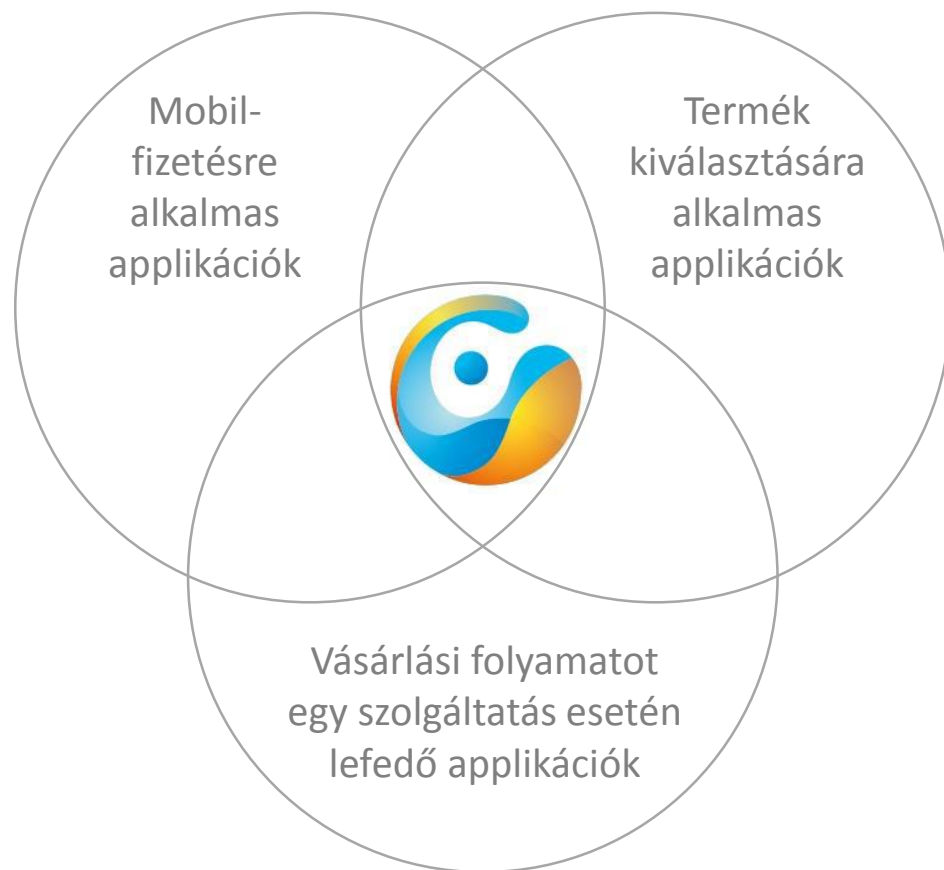 Mobil-
fizetésre
alkalmas
applikációk
Termék
kiválasztására
alkalmas
applikációk
Vásárlási folyamatot
egy szolgáltatás esetén
lefedő applikációk